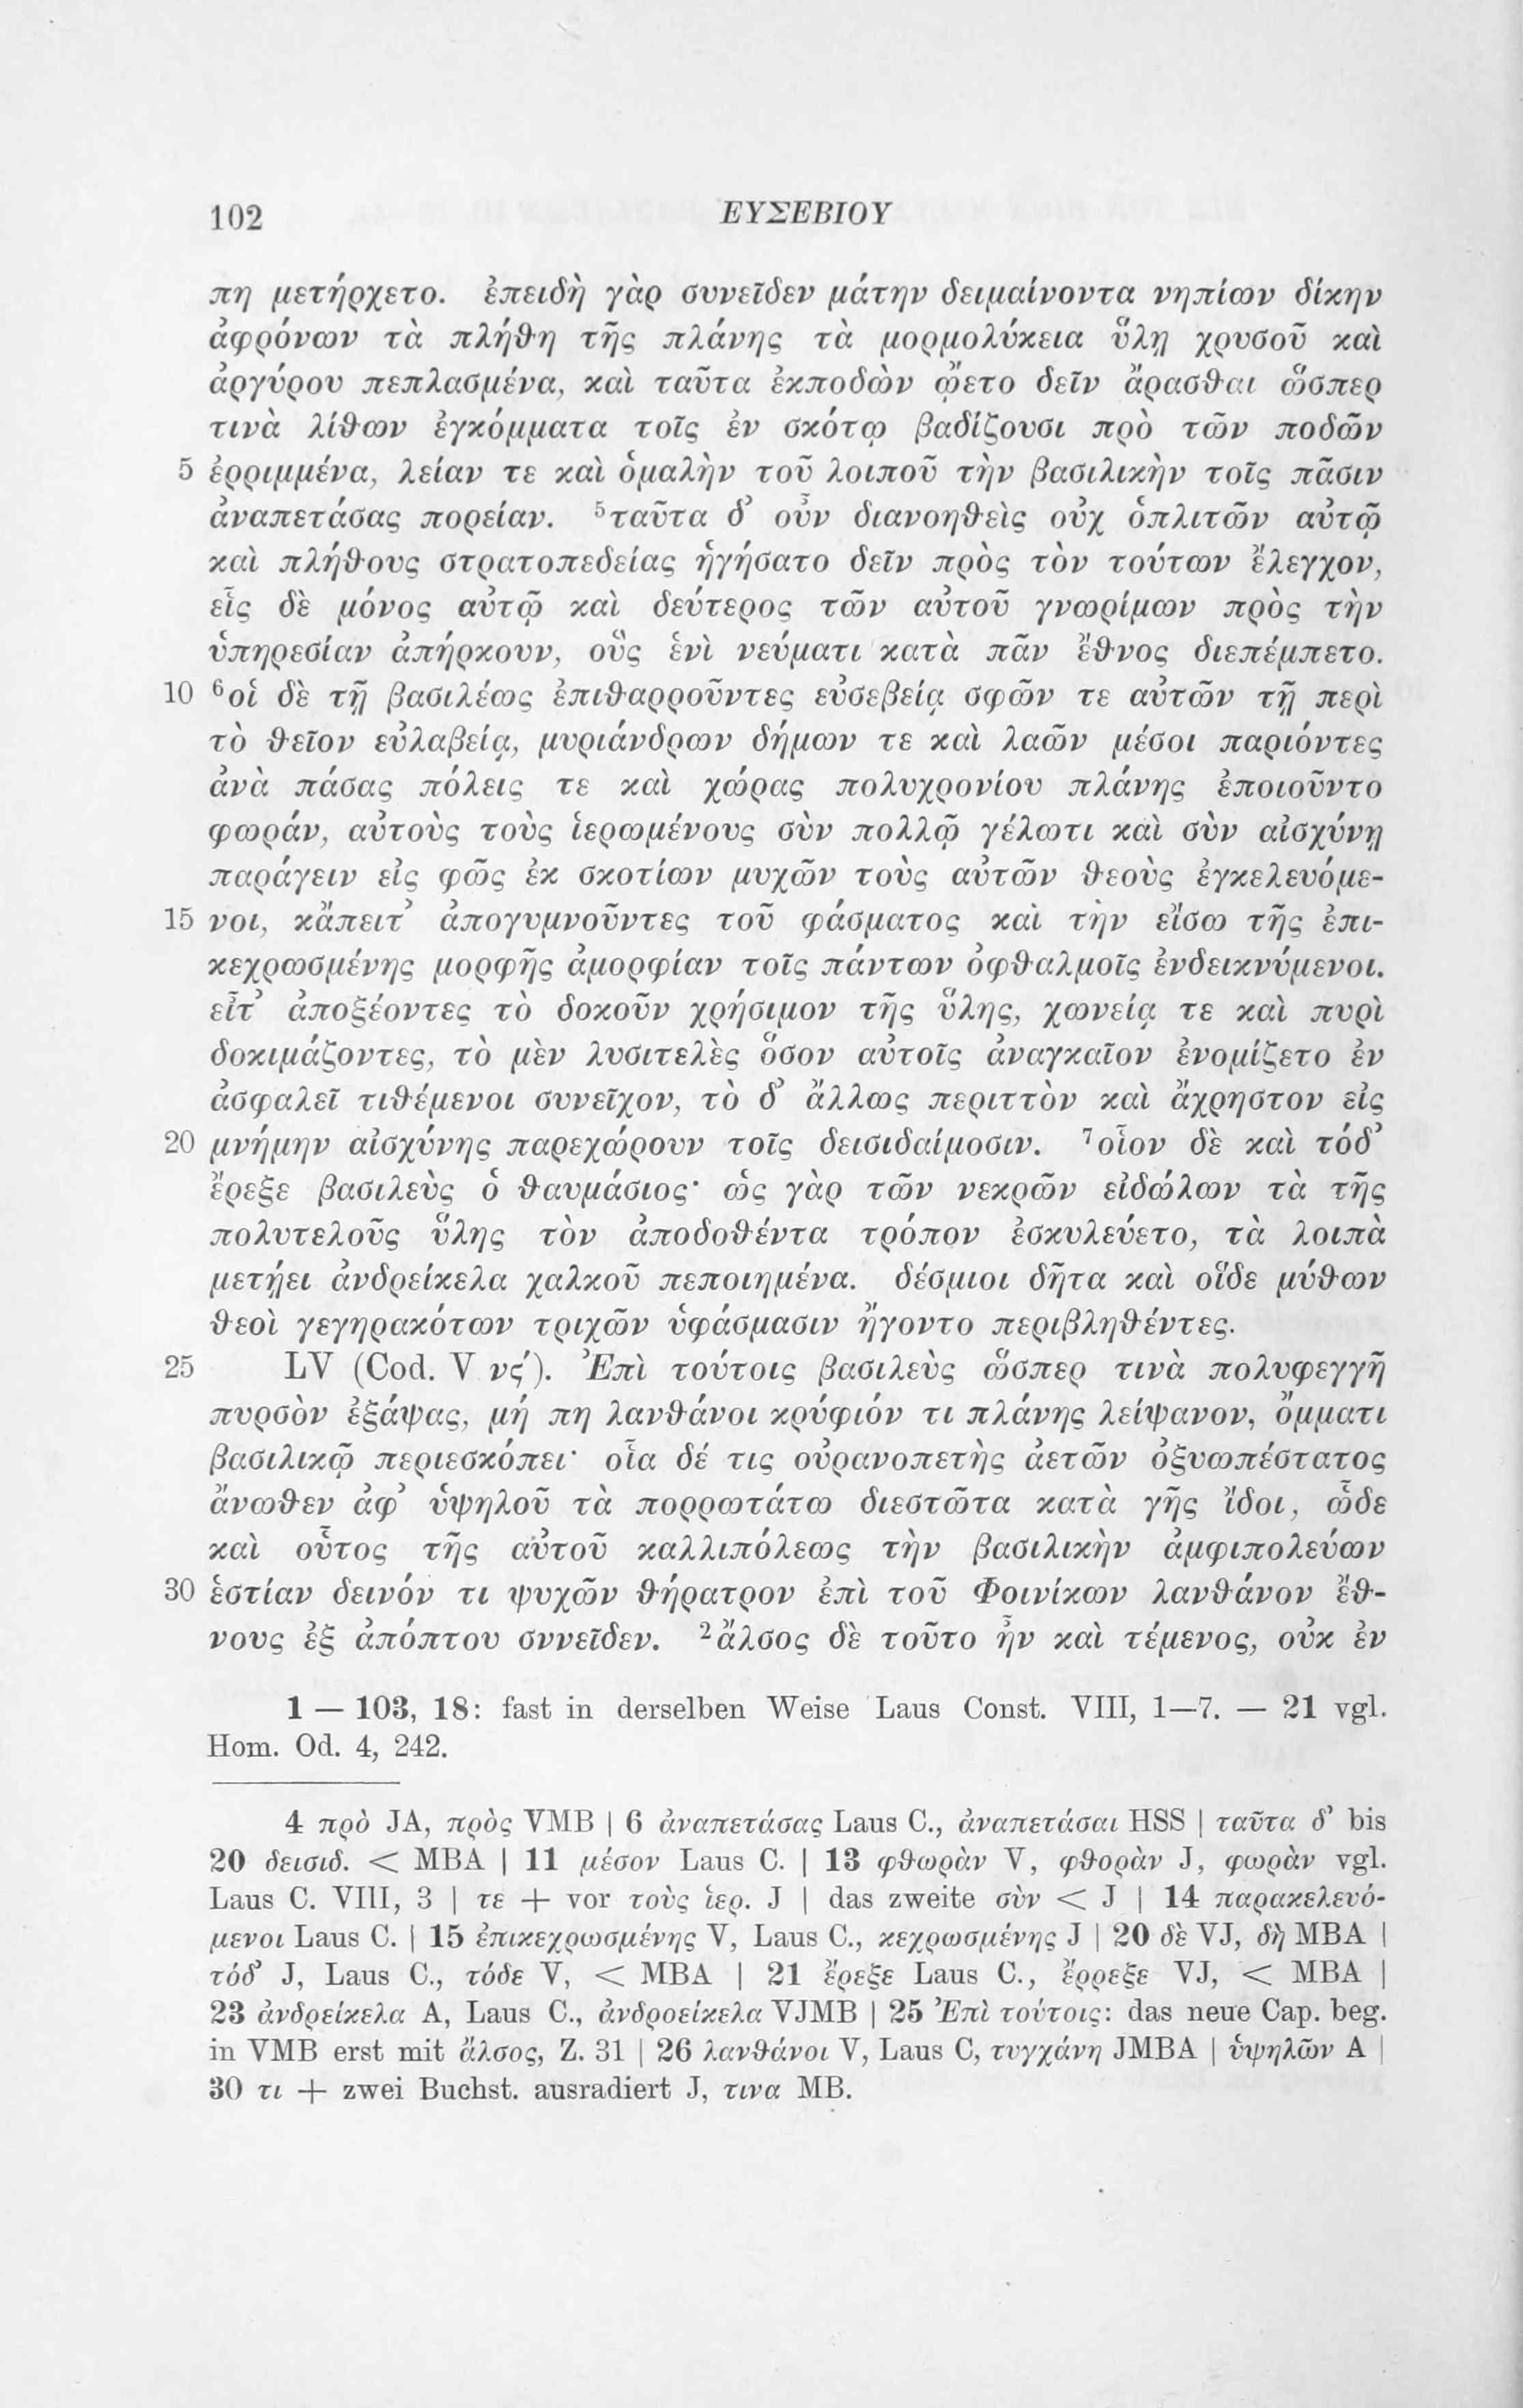 102
ΕΥΣΕΒΙΟΥ
πη μετήρχετο. ἐπειδὴ γὰρ συνεῖδεν μάτην δειμαίνοντα νηπίων δίκην
ἀφρόνων τὰ πλήθη τῆς πλάνης τὰ μορμολύκεια ὕλῃ χρυσοῦ καὶ
ἀργύρου πεπλασμένα, καὶ ταῦτα ἐκποδὼν ᾤετο δεῖν ἄρασθαι ὥσπερ
τινὰ λίθων ἐγκόμματα τοῖς ἐν σκότῳ βαδίζουσι πρὸ τῶν ποδῶν
5 ἐρριμμένα, λείαν τε καὶ ὁμαλὴν τοῦ λοιποῦ τὴν βασιλικὴν τοῖς πᾶσιν
ἀναπετάσας πορείαν. ⁵ταῦτα δ’ οὖν διανοηθεὶς οὐχ ὁπλιτῶν αὐτῷ
καὶ πλήθους στρατοπεδείας ἡγήσατο δεῖν πρὸς τὸν τούτων ἔλεγχον,
εἷς δὲ μόνος αὐτῷ καὶ δεύτερος τῶν αὐτοῦ γνωρίμων πρὸς τὴν
ὑπηρεσίαν ἀπήρκουν, οὓς ἑνὶ νεύματι κατὰ πᾶν ἔθνος διεπέμπετο.
10 ⁶οἱ δὲ τῇ βασιλέως ἐπιθαρροῦντες εὐσεβείᾳ σφῶν τε αὐτῶν τῇ περὶ
τὸ θεῖον εὐλαβείᾳ, μυριάνδρων δήμων τε καὶ λαῶν μέσοι παριόντες
ἀνὰ πάσας πόλεις τε καὶ χώρας πολυχρονίου πλάνης ἐποιοῦντο
φωράν, αὐτοὺς τοὺς ἱερωμένους σὺν πολλῷ γέλωτι καὶ σὺν αἰσχύνῃ
παράγειν εἰς φῶς ἐκ σκοτίων μυχῶν τοὺς αὐτῶν θεοὺς ἐγκελευόμε-
15 νοι, κἄπειτ’ ἀπογυμνοῦντες τοῦ φάσματος καὶ τὴν εἴσω τῆς ἐπι-
κεχρωσμένης μορφῆς ἀμορφίαν τοῖς πάντων ὀφθαλμοῖς ἐνδεικνύμενοι.
εἶτ’ ἀποξέοντες τὸ δοκοῦν χρήσιμον τῆς ὕλης, χωνείᾳ τε καὶ πυρὶ
δοκιμάζοντες, τὸ μὲν λυσιτελὲς ὅσον αὐτοῖς ἀναγκαῖον ἐνομίζετο ἐν
ἀσφαλεῖ τιθέμενοι συνεῖχον, τὸ δ’ ἄλλως περιττὸν καὶ ἄχρηστον εἰς
20 μνήμην αἰσχύνης παρεχώρουν τοῖς δεισιδαίμοσιν. ⁷οἷον δὲ καὶ τόδ’
ἔρεξε βασιλεὺς ὁ θαυμάσιος· ὡς γὰρ τῶν νεκρῶν εἰδώλων τὰ τῆς
πολυτελοῦς ὕλης τὸν ἀποδοθέντα τρόπον ἐσκυλεύετο, τὰ λοιπὰ
μετῄει ἀνδρείκελα χαλκοῦ πεποιημένα. δέσμιοι δῆτα καὶ οἵδε μύθων
θεοὶ γεγηρακότων τριχῶν ὑφάσμασιν ἤγοντο περιβληθέντες.
25 LV (Cod. V νς΄). Ἐπὶ τούτοις βασιλεὺς ὥσπερ τινὰ πολυφεγγῆ
πυρσὸν ἐξάψας, μή πη λανθάνοι κρύφιόν τι πλάνης λείψανον, ὄμματι
βασιλικῷ περιεσκόπει· οἷα δέ τις οὐρανοπετὴς ἀετῶν ὀξυωπέστατος
ἄνωθεν ἀφ’ ὑψηλοῦ τὰ πορρωτάτω διεστῶτα κατὰ γῆς ἴδοι, ὧδε
καὶ οὗτος τῆς αὐτοῦ καλλιπόλεως τὴν βασιλικὴν ἀμφιπολεύων
30 ἑστίαν δεινόν τι ψυχῶν θήρατρον ἐπὶ τοῦ Φοινίκων λανθάνον ἔθ-
νους ἐξ ἀπόπτου συνεῖδεν. ²ἄλσος δὲ τοῦτο ἦν καὶ τέμενος, οὐκ ἐν
1 — 103, 18: fast in derselben Weise Laus Const. VIII, 1—7. — 21 vgl.
Hom. Od. 4, 242.
4 πρὸ JA, πρὸς VMB | 6 ἀναπετάσας Laus C., ἀναπετάσαι HSS | ταῦτα δ’ bis
20 δεισιδ. < MBA | 11 μέσον Laus C. | 13 φθωρὰν V, φθορὰν J, φωρὰν vgl.
Laus C. VIII, 3 | τε + vor τοὺς ἱερ. J | das zweite σὺν < J | 14 παρακελευό-
μενοι Laus C. | 15 ἐπικεχρωσμένης V, Laus C., κεχρωσμένης J | 20 δὲ VJ, δὴ MBA |
τόδ’ J, Laus C., τόδε V, < MBA | 21 ἔρεξε Laus C., ἔρρεξε VJ, < MBA |
23 ἀνδρείκελα A, Laus C., ἀνδροείκελα VJMB | 25 Ἐπὶ τούτοις: das neue Cap. beg.
in VMB erst mit ἄλσος, Z. 31 | 26 λανθάνοι V, Laus C, τυγχάνη JMBA | ὑψηλῶν A |
30 τι + zwei Buchst. ausradiert J, τινα MB.